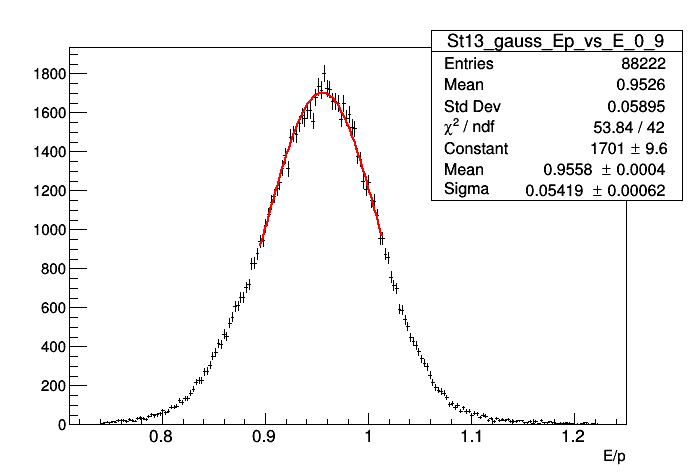 St13_gauss_Ep_vs_E_0_9
Entries 88222
Mean 0.9526
Std Dev 0.05895
χ² / ndf 53.84 / 42
Constant 1701 ± 9.6
Mean 0.9558 ± 0.0004
Sigma 0.05419 ± 0.00062
1800
1600
1400
1200
1000
800
600
400
200
0
0.8 0.9 1 1.1 1.2
E/p